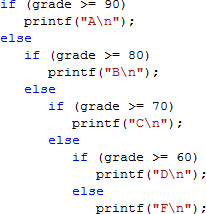 if (grade >= 90)
    printf("A\n");
else
    if (grade >= 80)
        printf("B\n");
    else
        if (grade >= 70)
            printf("C\n");
        else
            if (grade >= 60)
                printf("D\n");
            else
                printf("F\n");